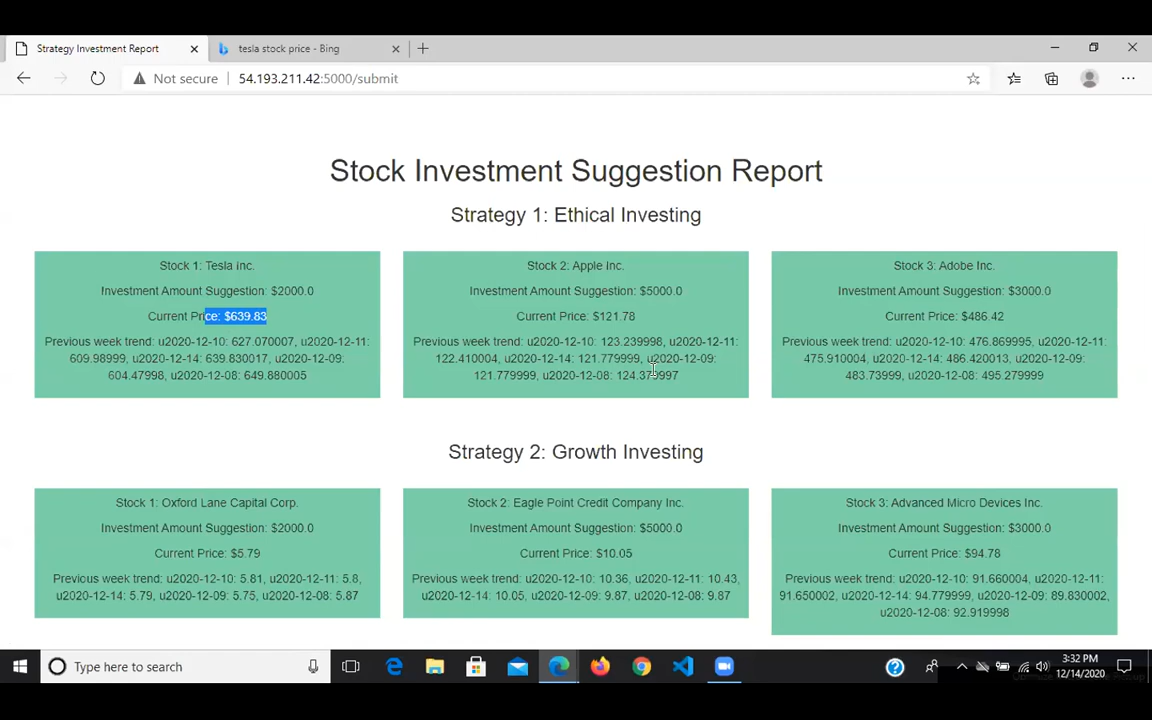 Strategy Investment Report
tesla stock price - Bing
Not secure
54.193.211.42:5000/submit
Stock Investment Suggestion Report
Strategy 1: Ethical Investing
Stock 1: Tesla Inc.
Investment Amount Suggestion: $2000.0
Current Price: $639.83
Previous week trend: u2020-12-10: 627.070007, u2020-12-11:
609.98999, u2020-12-14: 639.830017, u2020-12-09:
604.47998, u2020-12-08: 649.880005
Stock 2: Apple Inc.
Investment Amount Suggestion: $5000.0
Current Price: $121.78
Previous week trend: u2020-12-10: 123.239998, u2020-12-11:
122.410004, u2020-12-14: 121.779999, u2020-12-09:
121.779999, u2020-12-08: 124.379997
Stock 3: Adobe Inc.
Investment Amount Suggestion: $3000.0
Current Price: $486.42
Previous week trend: u2020-12-10: 476.869995, u2020-12-11:
475.910004, u2020-12-14: 486.420013, u2020-12-09:
483.73999, u2020-12-08: 495.279999
Strategy 2: Growth Investing
Stock 1: Oxford Lane Capital Corp.
Investment Amount Suggestion: $2000.0
Current Price: $5.79
Previous week trend: u2020-12-10: 5.81, u2020-12-11: 5.8,
u2020-12-14: 5.79, u2020-12-09: 5.75, u2020-12-08: 5.87
Stock 2: Eagle Point Credit Company Inc.
Investment Amount Suggestion: $5000.0
Current Price: $10.05
Previous week trend: u2020-12-10: 10.36, u2020-12-11: 10.43,
u2020-12-14: 10.05, u2020-12-09: 9.87, u2020-12-08: 9.87
Stock 3: Advanced Micro Devices Inc.
Investment Amount Suggestion: $3000.0
Current Price: $94.78
Previous week trend: u2020-12-10: 91.660004, u2020-12-11:
91.650002, u2020-12-14: 94.779999, u2020-12-09: 89.830002,
u2020-12-08: 92.919998
Type here to search
3:32 PM
12/14/2020